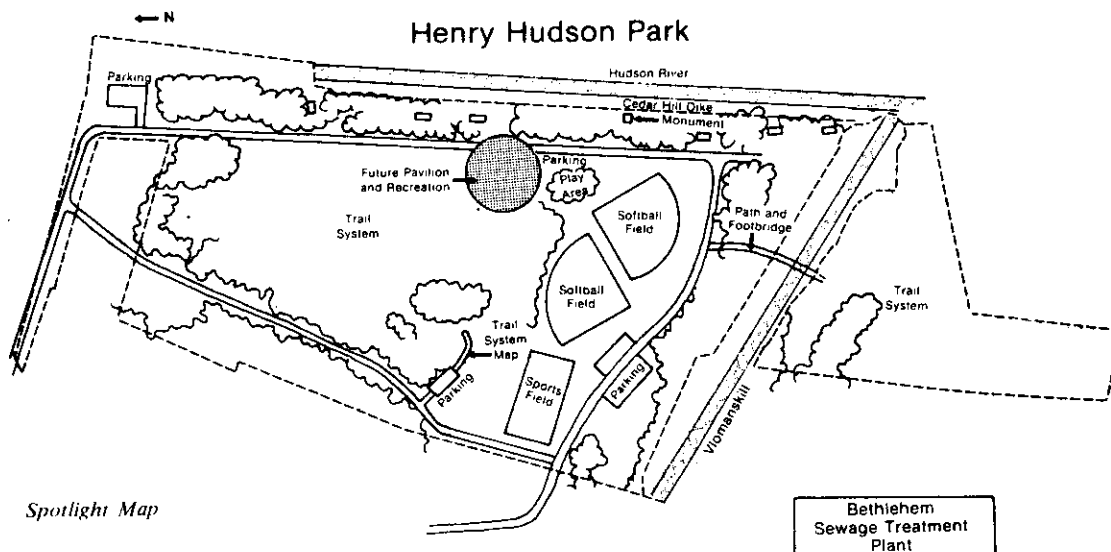 N
Henry Hudson Park
Hudson River
Parking
Cedar Hill Dike
Monument
Future Pavilion
and Recreation
Parking
Play
Area
Softball
Field
Path and
Footbridge
Trail
System
Softball
Field
Trail
System
Trail
System
Map
Parking
Sports
Field
Parking
Vlomanskill
Spotlight Map
Bethlehem
Sewage Treatment
Plant